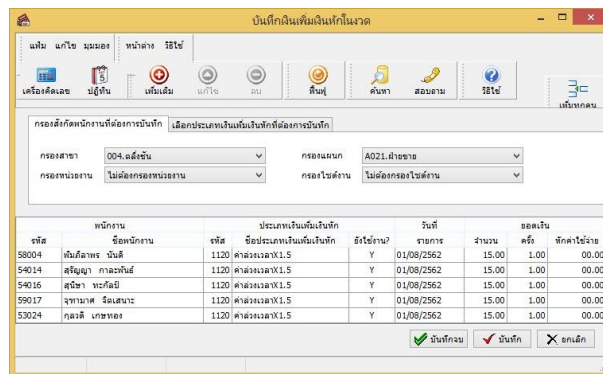 บันทึกเงินเพิ่มเงินหักในงวด
แฟ้ม แก้ไข มุมมอง หน้าต่าง วิธีใช้
เครื่องคิดเลข ปฏิทิน เพิ่มเติม แก้ไข ลบ ฟื้นฟู ค้นหา สอบถาม วิธีใช้ เพิ่มทุกคน
กรองสังกัดพนักงานที่ต้องการบันทึก เลือกประเภทเงินเพิ่มเงินหักที่ต้องการบันทึก
กรองสาขา 004.ตลิ่งชัน กรองแผนก A021.ฝ่ายขาย
กรองหน่วยงาน ไม่ต้องกรองหน่วยงาน กรองไซต์งาน ไม่ต้องกรองไซต์งาน
พนักงาน ประเภทเงินเพิ่มเงินหัก วันที่ ยอดเงิน
รหัส ชื่อพนักงาน รหัส ชื่อประเภทเงินเพิ่มเงินหัก ยังใช้งาน? รายการ จำนวน ครั้ง หักค่าใช้จ่าย
58004 พิมภิลาพร นันดี 1120 ค่าล่วงเวลาX1.5 Y 01/08/2562 15.00 1.00 00.00
54014 สุรัญญา กาละพันธ์ 1120 ค่าล่วงเวลาX1.5 Y 01/08/2562 15.00 1.00 00.00
54016 สุนิษา ทะกัลป์ 1120 ค่าล่วงเวลาX1.5 Y 01/08/2562 15.00 1.00 00.00
59017 จุฑามาศ จิตเสนาะ 1120 ค่าล่วงเวลาX1.5 Y 01/08/2562 15.00 1.00 00.00
53024 กุลวดี เกษทอง 1120 ค่าล่วงเวลาX1.5 Y 01/08/2562 15.00 1.00 00.00
บันทึกจบ บันทึก ยกเลิก